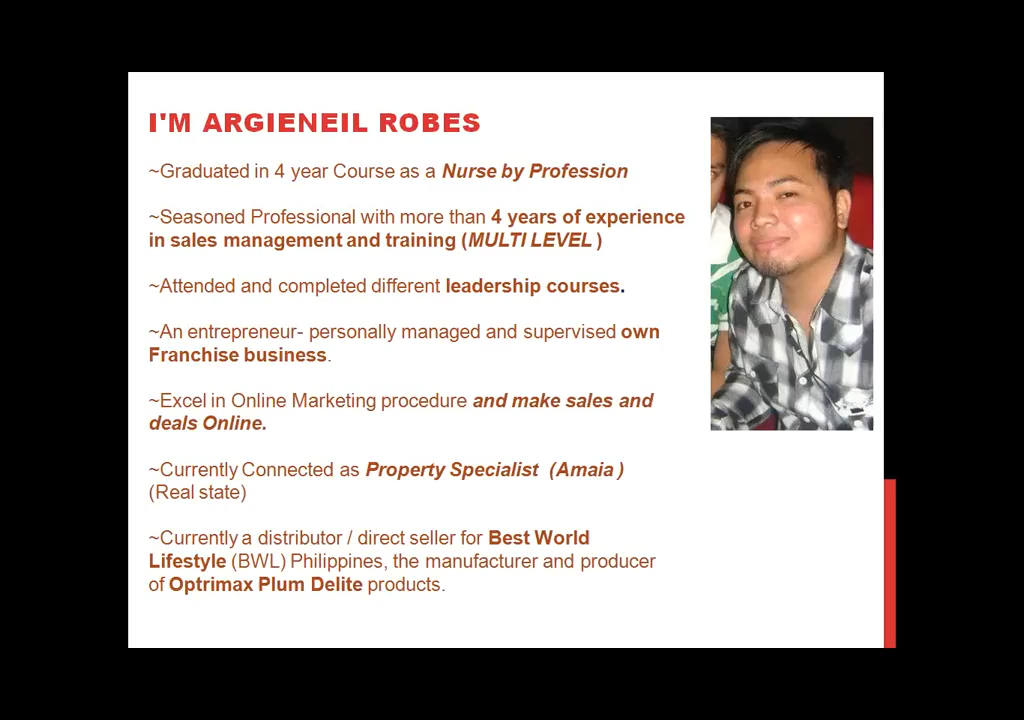 I'M ARGIENEIL ROBES
~Graduated in 4 year Course as a Nurse by Profession
~Seasoned Professional with more than 4 years of experience
in sales management and training (MULTI LEVEL )
~Attended and completed different leadership courses.
~An entrepreneur- personally managed and supervised own
Franchise business.
~Excel in Online Marketing procedure and make sales and
deals Online.
~Currently Connected as Property Specialist (Amaia )
(Real state)
~Currently a distributor / direct seller for Best World
Lifestyle (BWL) Philippines, the manufacturer and producer
of Optrimax Plum Delite products.